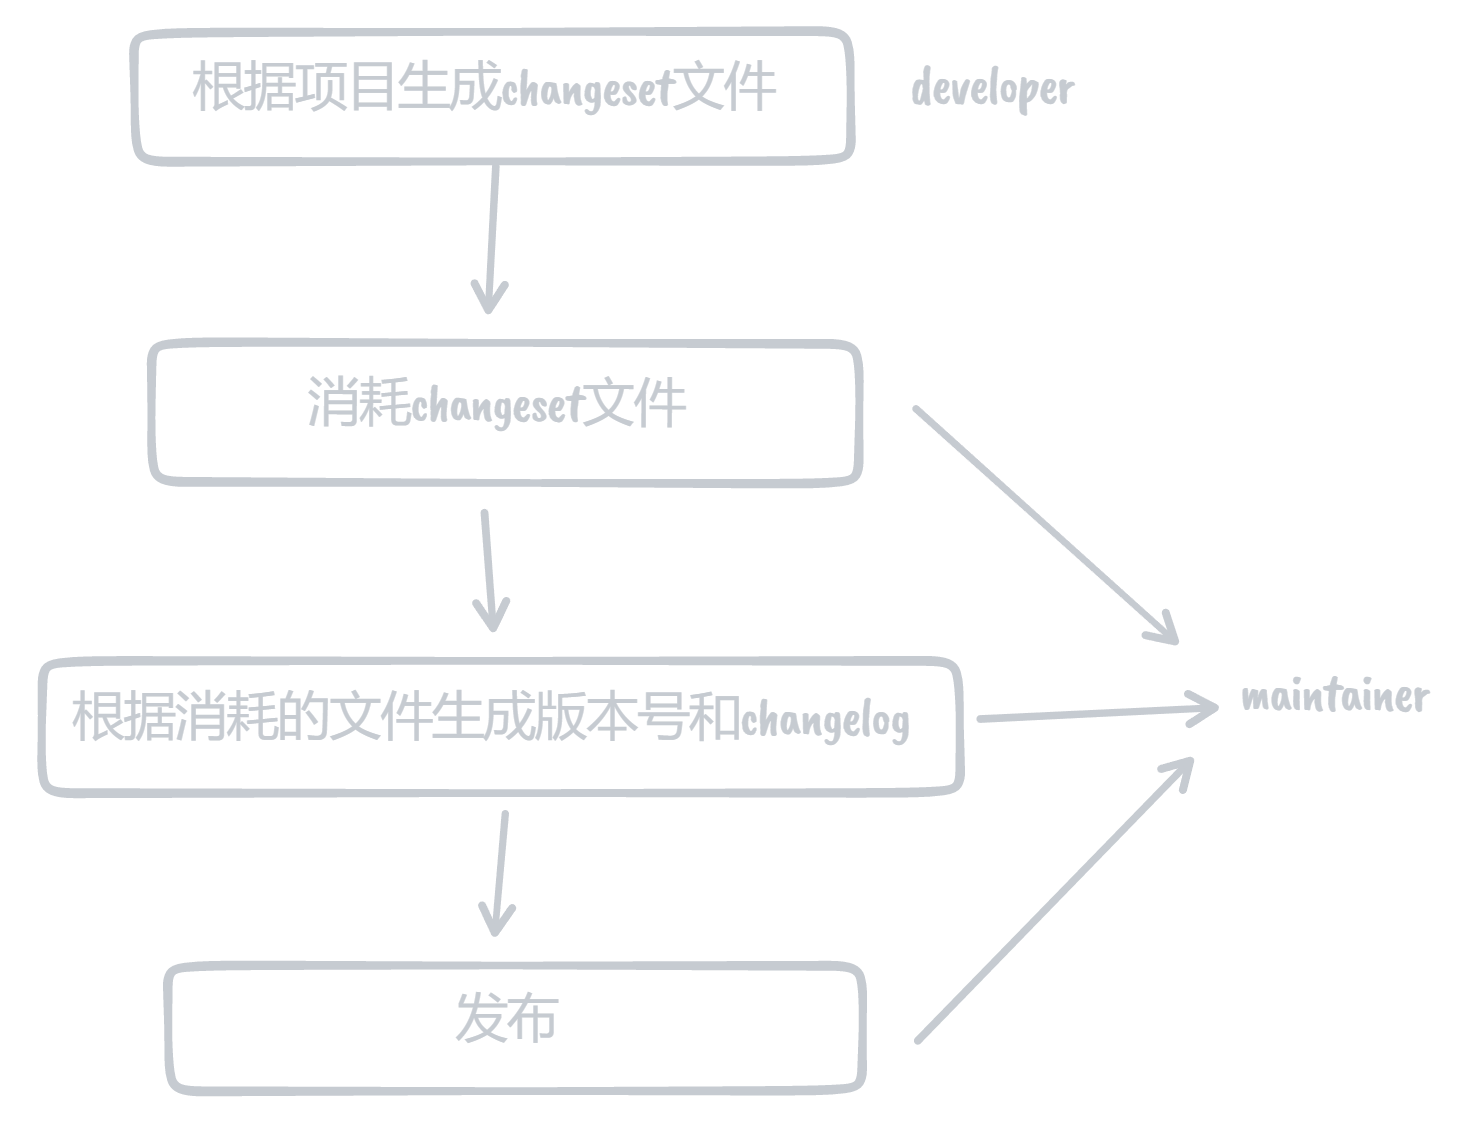 根据项目生成changeset文件
developer
消耗changeset文件
根据消耗的文件生成版本号和changelog
maintainer
发布